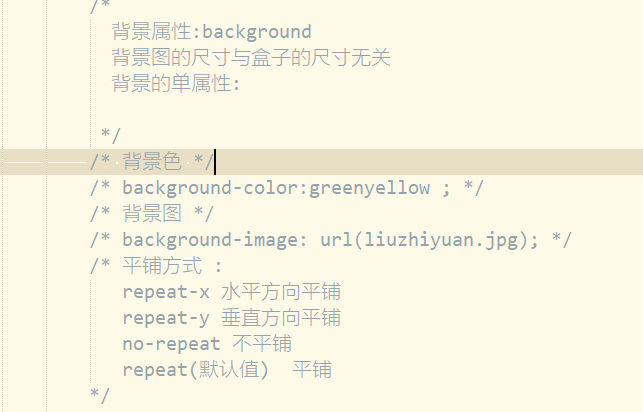 /*
背景属性:background
背景图的尺寸与盒子的尺寸无关
背景的单属性:
*/
/* 背景色 */
/* background-color:greenyellow ; */
/* 背景图 */
/* background-image: url(liuzhiyuan.jpg); */
/* 平铺方式 :
repeat-x 水平方向平铺
repeat-y 垂直方向平铺
no-repeat 不平铺
repeat(默认值)  平铺
*/